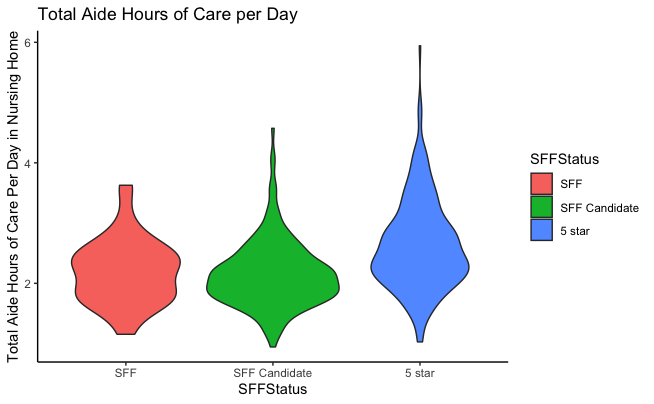 Total Aide Hours of Care per Day
Total Aide Hours of Care Per Day in Nursing Home
6
4
2
SFF
SFF Candidate
5 star
SFFStatus
SFFStatus
SFF
SFF Candidate
5 star